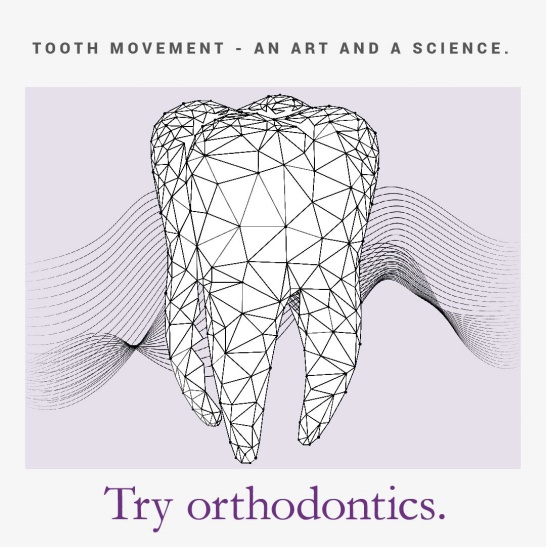 TOOTH MOVEMENT - AN ART AND A SCIENCE.
Try orthodontics.